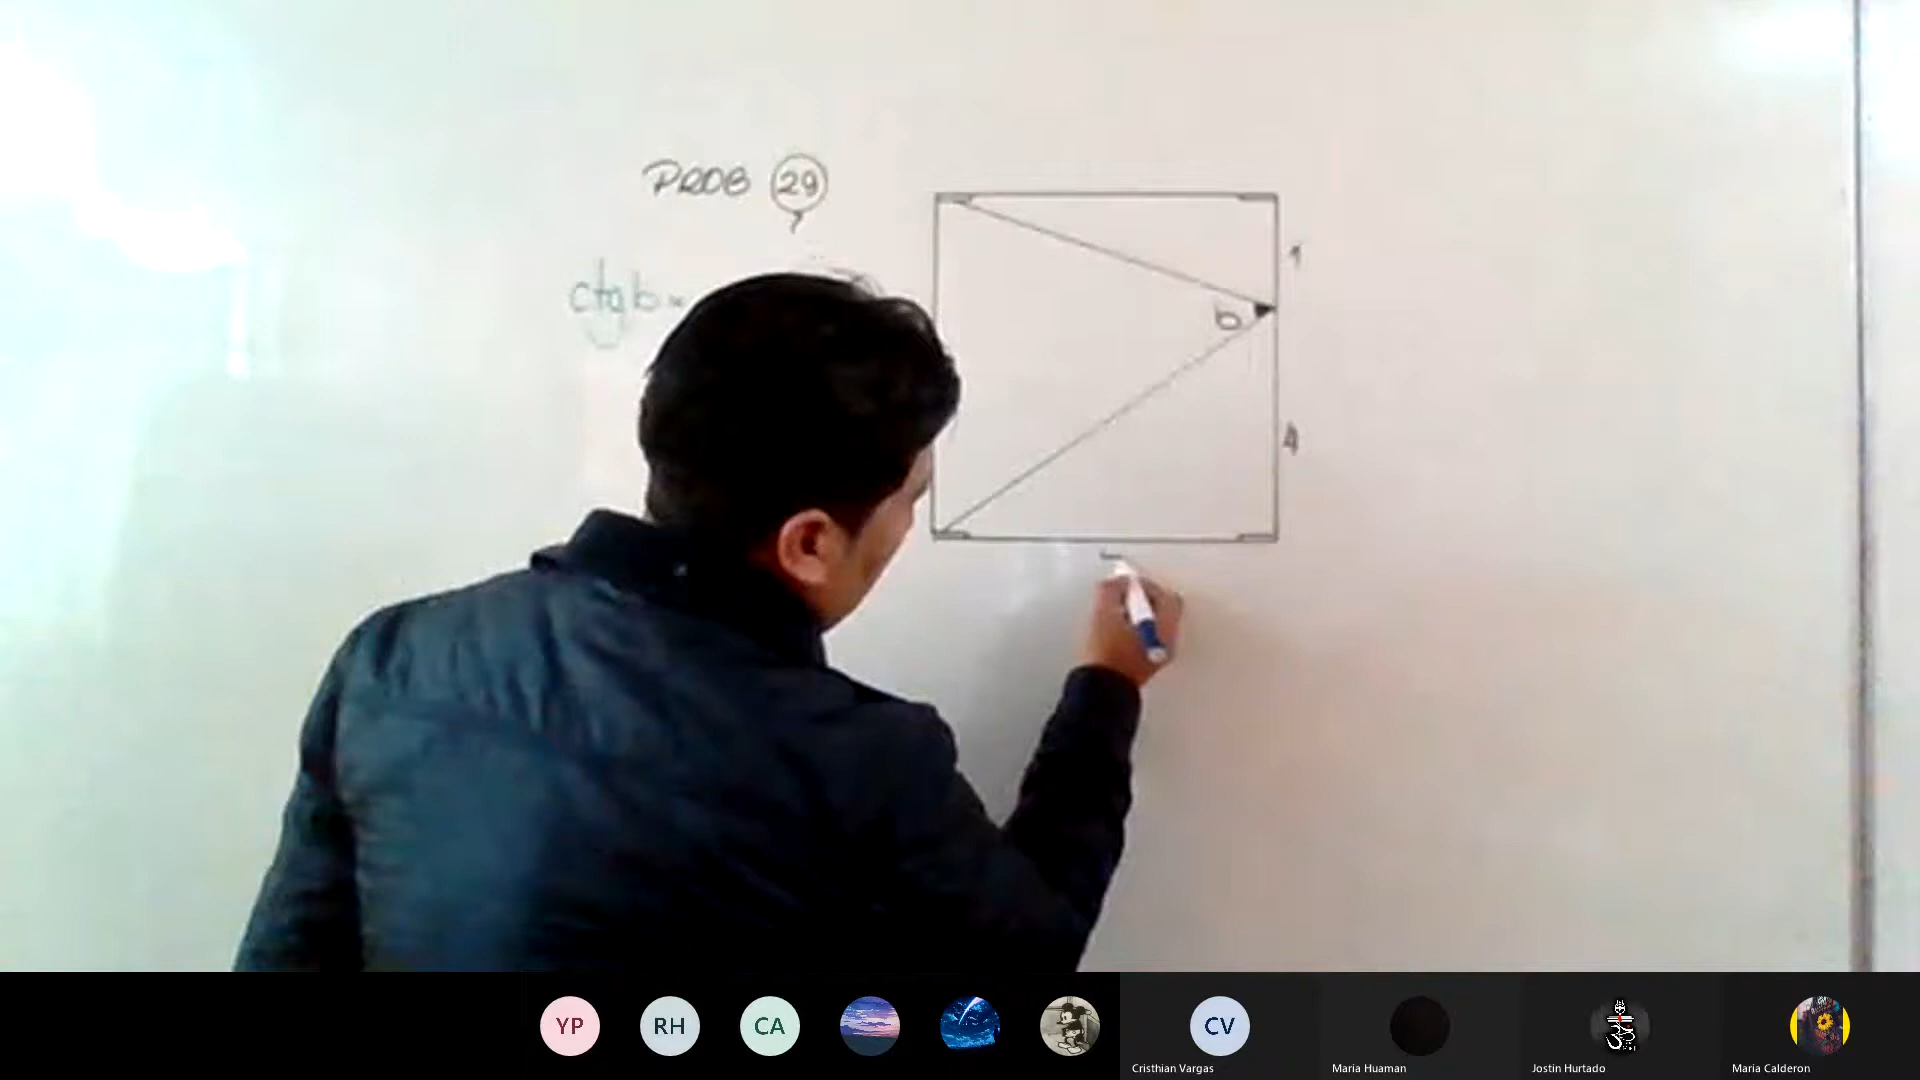 PROB 29
ctg b =
1
b
4
YP
RH
CA
CV
Cristhian Vargas
Maria Huaman
Jostin Hurtado
Maria Calderon